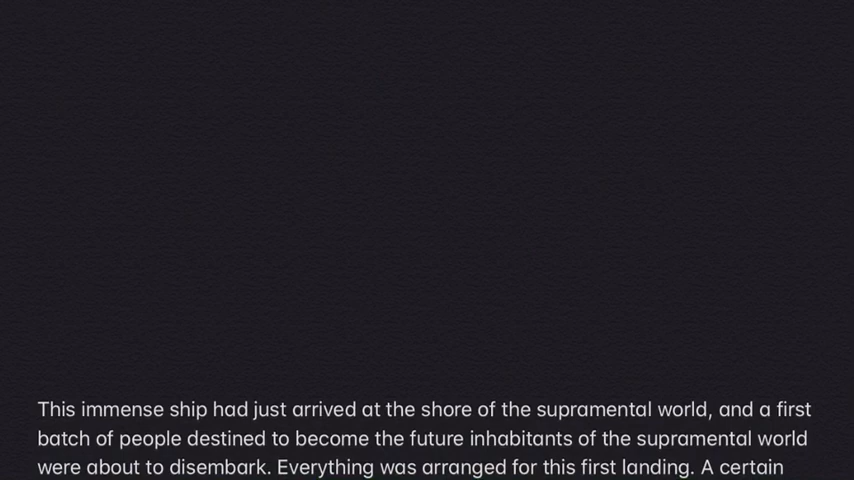 This immense ship had just arrived at the shore of the supramental world, and a first
batch of people destined to become the future inhabitants of the supramental world
were about to disembark. Everything was arranged for this first landing. A certain